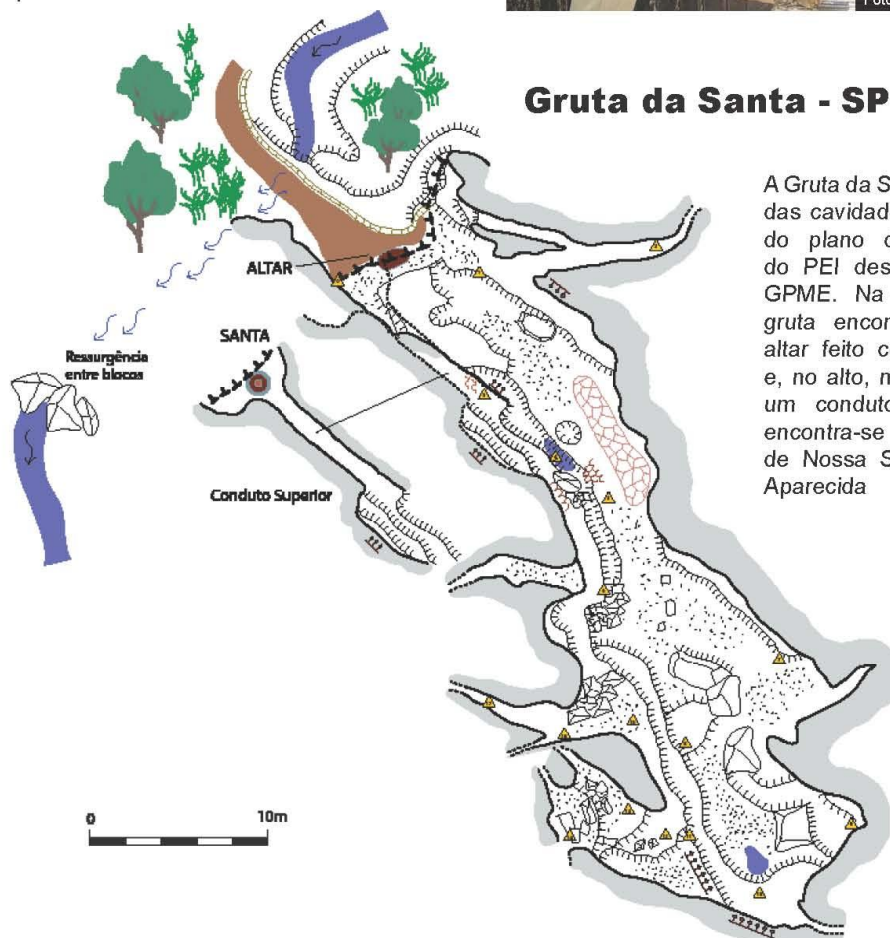 Foto
Gruta da Santa - SP
A Gruta da S
das cavidad
do plano d
do PEI des
GPME. Na
gruta encon
altar feito c
e, no alto, n
um conduto
encontra-se
de Nossa S
Aparecida
ALTAR
SANTA
Ressurgência
entre blocos
Conduto Superior
0 10m